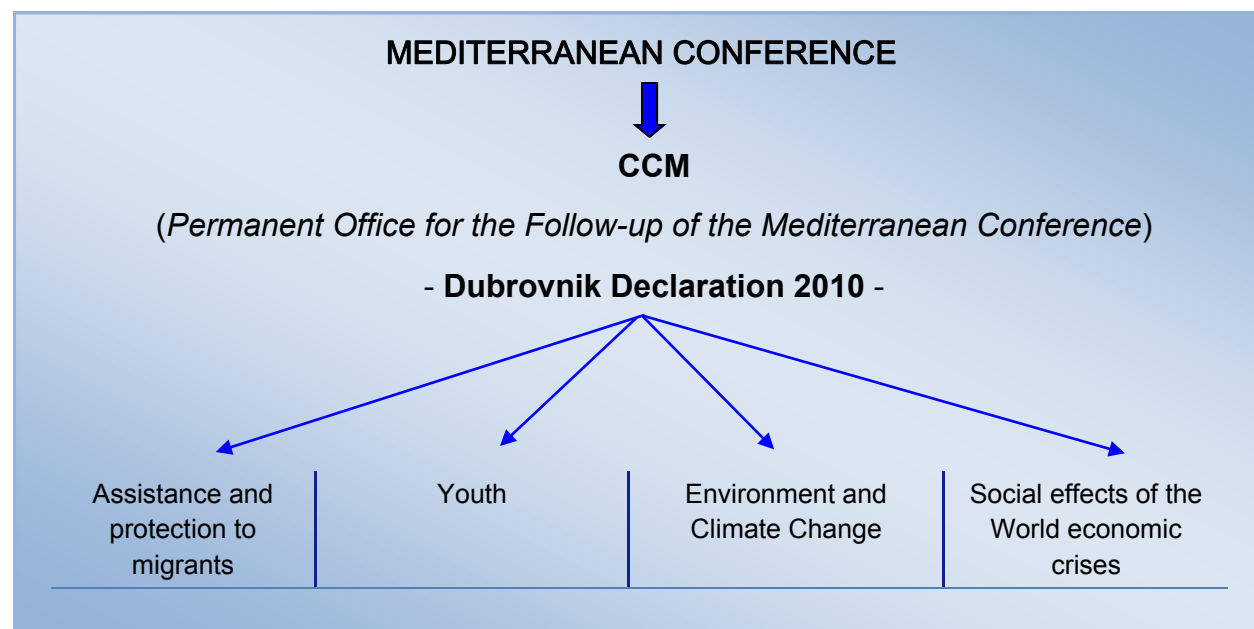 MEDITERRANEAN CONFERENCE
CCM
(Permanent Office for the Follow-up of the Mediterranean Conference)
- Dubrovnik Declaration 2010 -
Assistance and
protection to
migrants
Youth
Environment and
Climate Change
Social effects of the
World economic
crises